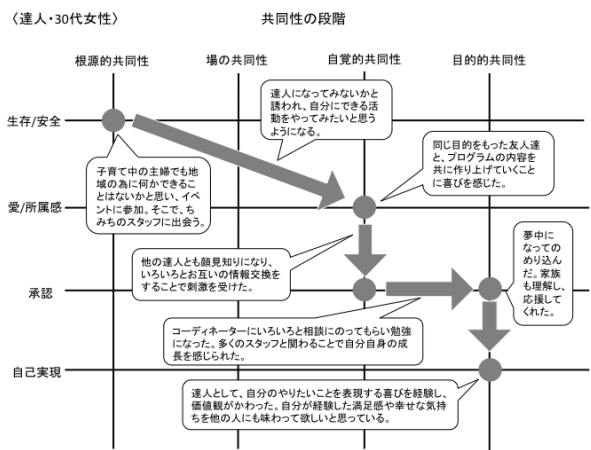 〈達人・30代女性〉
共同性の段階
根源的共同性
場の共同性
自覚的共同性
目的的共同性
生存/安全
達人になってみないかと
誘われ、自分にできる活
動をやってみたいと思う
ようになる。
同じ目的をもった友人達
と、プログラムの内容を
共に作り上げていくこと
に喜びを感じた。
子育て中の主婦でも地
域の為に何かできるこ
とはないかと思い、イベ
ントに参加。そこで、ち
みちのスタッフに出会う。
愛/所属感
他の達人とも顔見知りになり、
いろいろとお互いの情報交換を
することで刺激を受けた。
夢中に
なっての
めり込ん
だ。家族
も理解し、
応援して
くれた。
承認
コーディネーターにいろいろと相談にのってもらい勉強
になった。多くのスタッフと関わることで自分自身の成
長を感じられた。
自己実現
達人として、自分のやりたいことを表現する喜びを経験し、
価値観がかわった。自分が経験した満足感や幸せな気持
ちを他の人にも味わって欲しいと思っている。